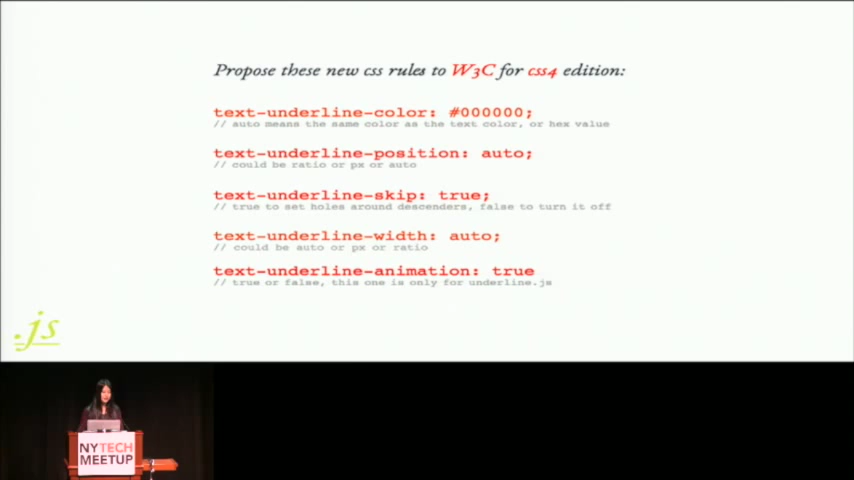 Propose these new css rules to W3C for css4 edition:
text-underline-color: #000000;
// auto means the same color as the text color, or hex value
text-underline-position: auto;
// could be ratio or px or auto
text-underline-skip: true;
// true to set holes around descenders, false to turn it off
text-underline-width: auto;
// could be auto or px or ratio
text-underline-animation: true
// true or false, this one is only for underline.js
.js
NYTECH
MEETUP